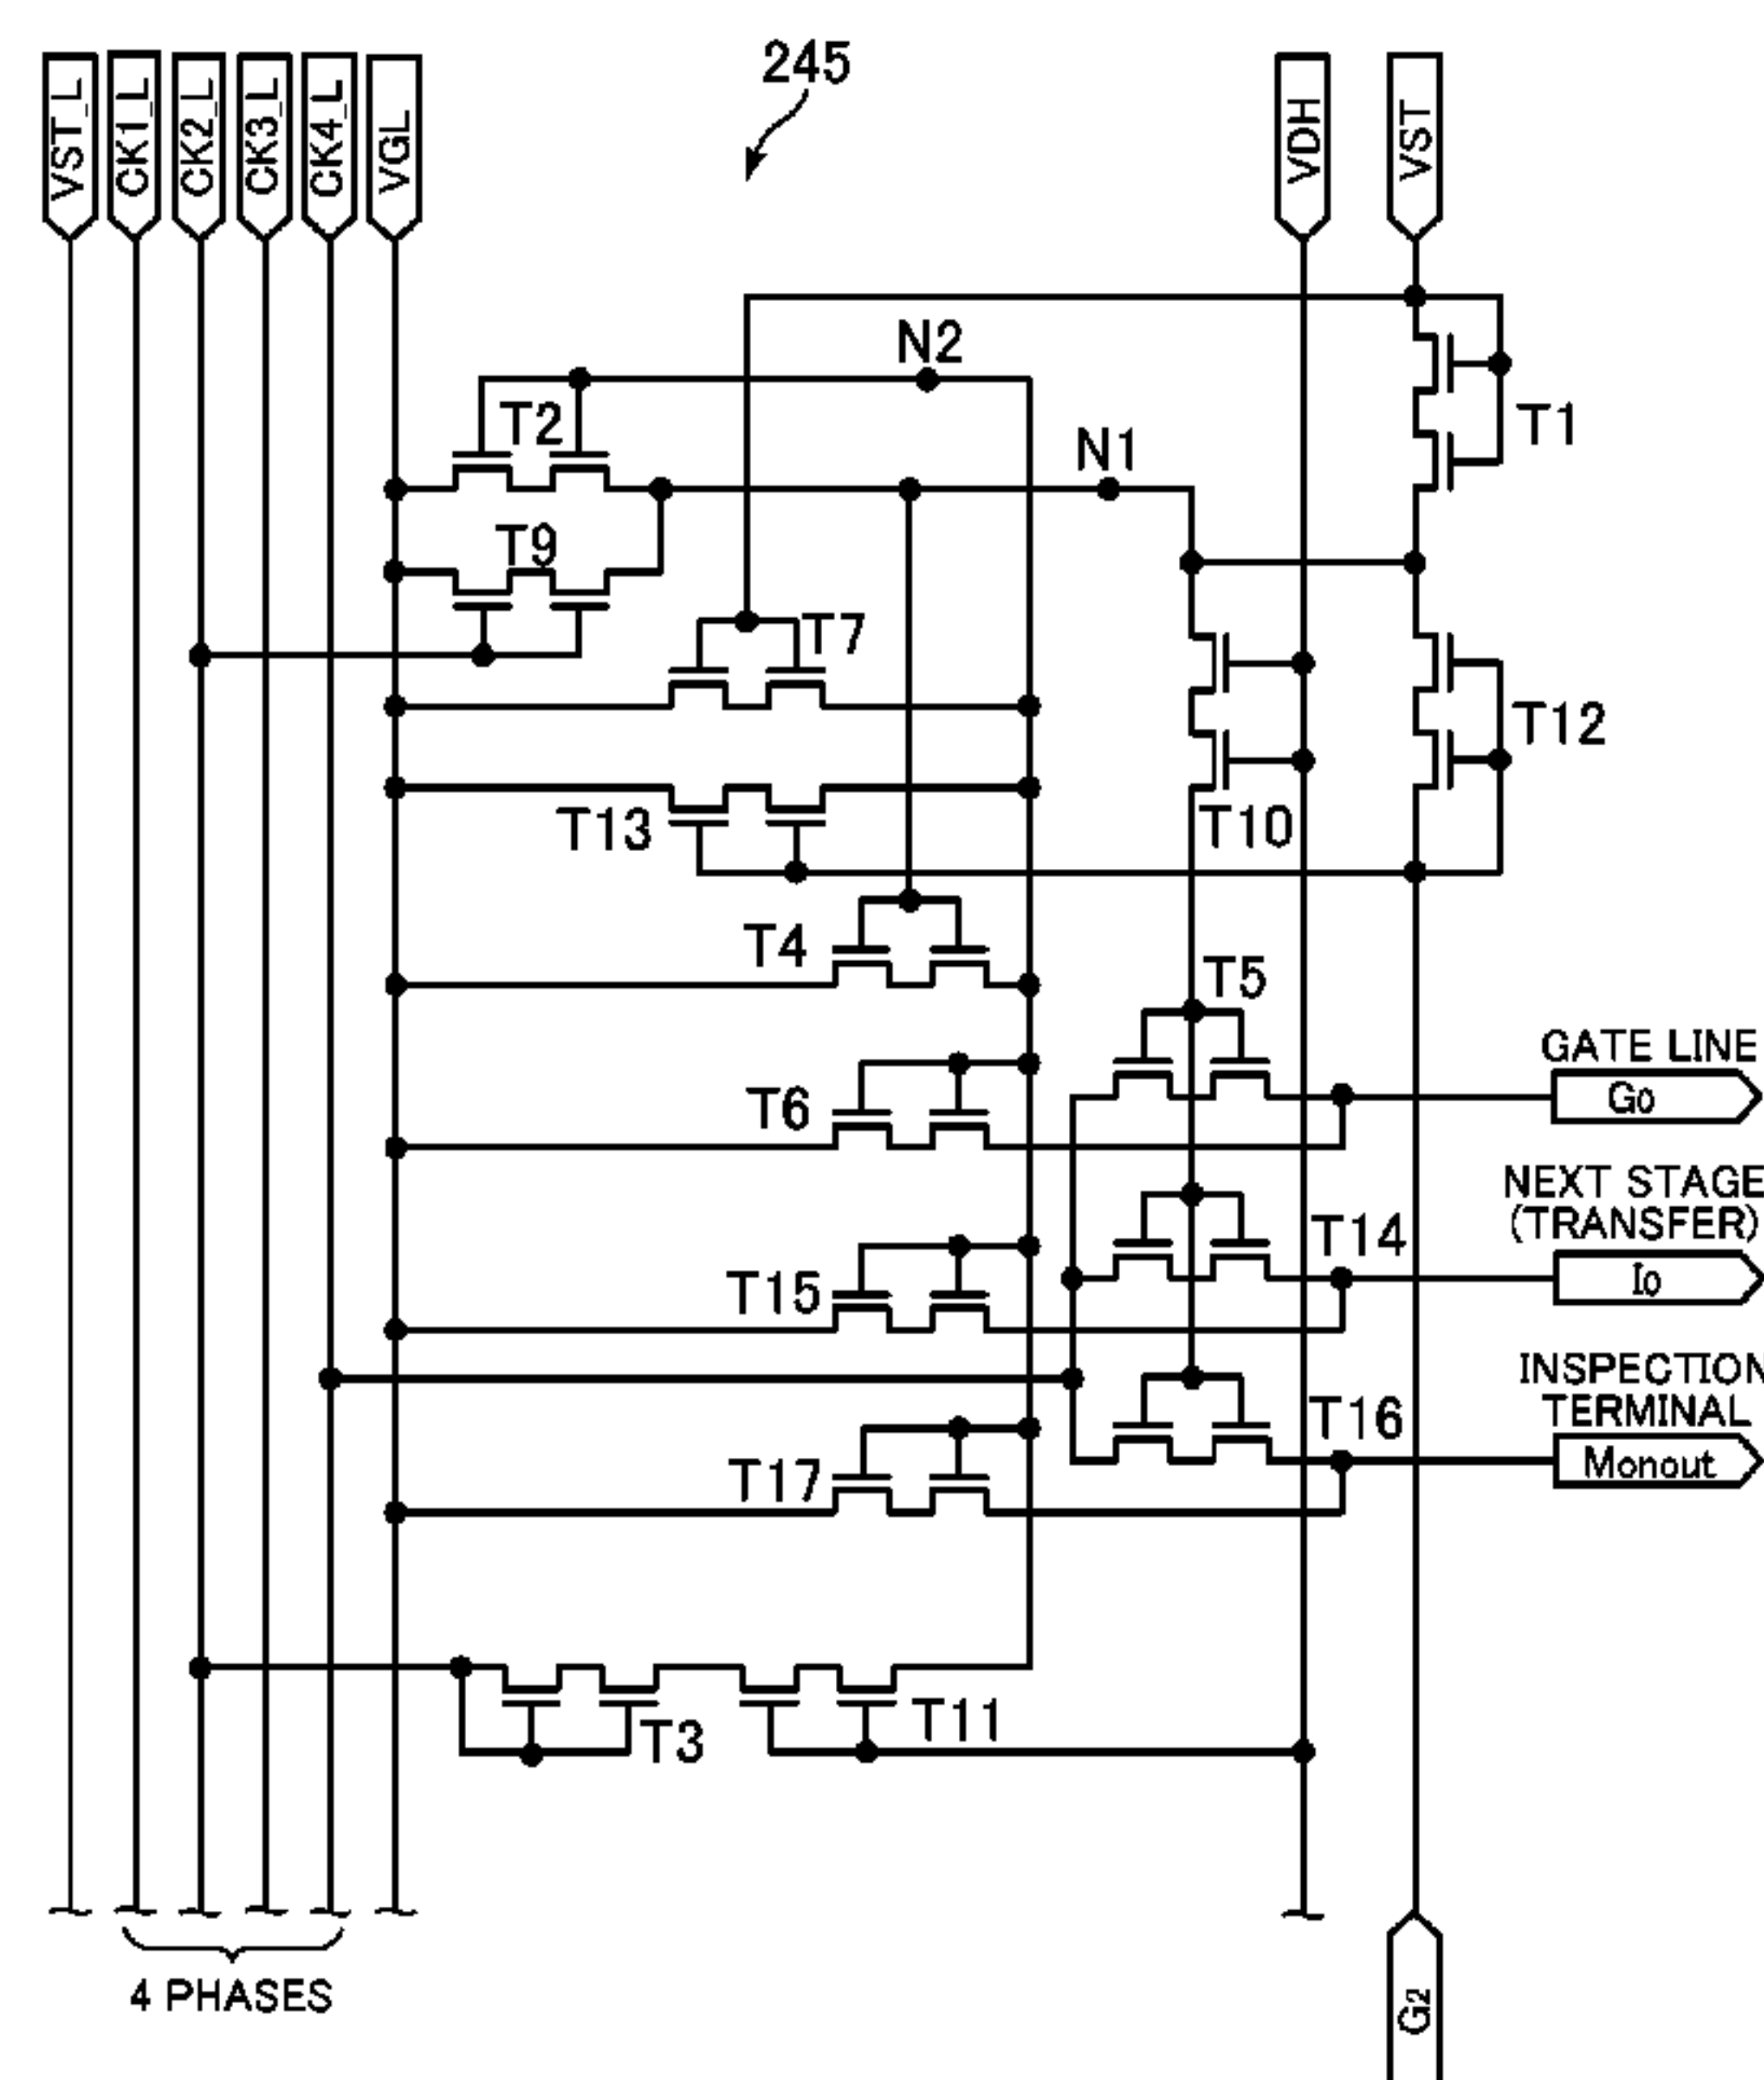 245
VST_L
CK1_L
CK2_L
CK3_L
CK4_L
VGL
VDH
VST
N2
T2
N1
T1
T9
T7
T12
T13
T10
T4
T5
GATE LINE
Go
T6
NEXT STAGE
(TRANSFER)
T14
Io
T15
INSPECTION
TERMINAL
T16
Monout
T17
T3
T11
4 PHASES
G2